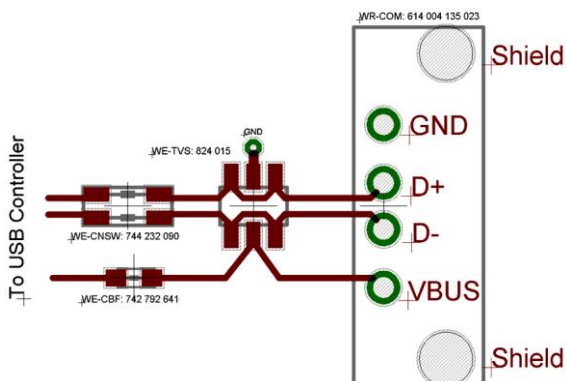 WR-COM: 614 004 135 023
Shield
GND
GND
WE-TVS: 824 015
D+
D-
WE-CNSW: 744 232 090
To USB Controller
WE-CBF: 742 792 641
VBUS
Shield